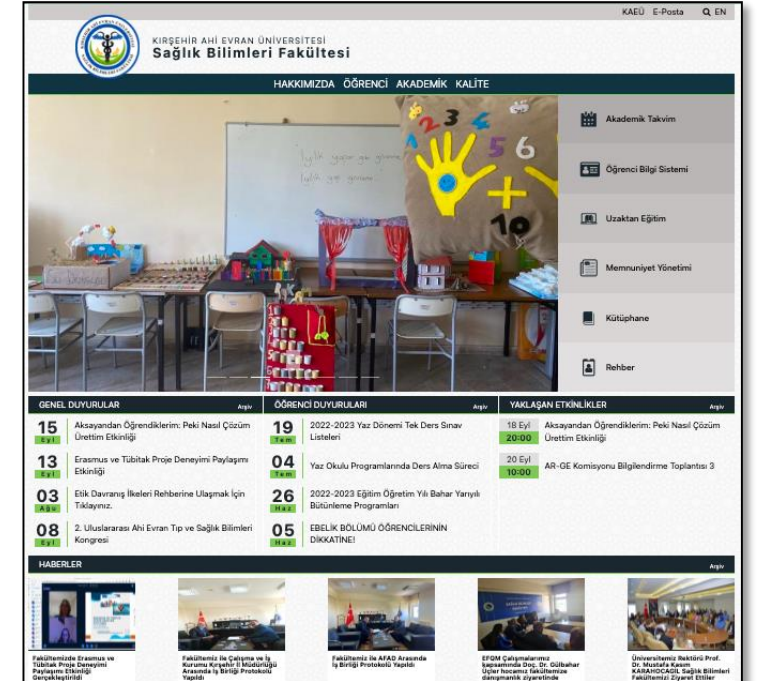 KAEÜ E-Posta EN
KIRŞEHİR AHİ EVRAN ÜNİVERSİTESİ
Sağlık Bilimleri Fakültesi
HAKKIMIZDA ÖĞRENCİ AKADEMİK KALİTE
2 3 4
5 6
+
10
Akademik Takvim
Öğrenci Bilgi Sistemi
Uzaktan Eğitim
Memnuniyet Yönetimi
Kütüphane
Rehber
GENEL DUYURULAR Arşiv
15 Eyl
Aksayandan Öğrendiklerim: Peki Nasıl Çözüm
Ürettim Etkinliği
13 Eyl
Erasmus ve Tübitak Proje Deneyimi Paylaşımı
Etkinliği
03 Ağu
Etik Davranış İlkeleri Rehberine Ulaşmak İçin
Tıklayınız.
08 Eyl
2. Uluslararası Ahi Evran Tıp ve Sağlık Bilimleri
Kongresi
ÖĞRENCİ DUYURULARI Arşiv
19 Tem
2022-2023 Yaz Dönemi Tek Ders Sınav
Listeleri
04 Tem
Yaz Okulu Programlarında Ders Alma Süreci
26 Haz
2022-2023 Eğitim Öğretim Yılı Bahar Yarıyılı
Bütünleme Programları
05 Haz
EBELİK BÖLÜMÜ ÖĞRENCİLERİNİN
DİKKATİNE!
YAKLAŞAN ETKİNLİKLER Arşiv
18 Eyl
20:00
Aksayandan Öğrendiklerim: Peki Nasıl Çözüm
Ürettim Etkinliği
20 Eyl
10:00
AR-GE Komisyonu Bilgilendirme Toplantısı 3
HABERLER Arşiv
Fakültemizde Erasmus ve
Tübitak Proje Deneyimi
Paylaşımı Etkinliği
Gerçekleştirildi
Fakültemiz ile Çalışma ve İş
Kurumu Kırşehir İl Müdürlüğü
Arasında İş Birliği Protokolü
Yapıldı
Fakültemiz ile AFAD Arasında
İş Birliği Protokolü Yapıldı
EFQM Çalışmalarımız
kapsamında Doç. Dr. Gülbahar
Üçler hocamız fakültemize
danışmanlık ziyaretinde
Üniversitemiz Rektörü Prof.
Dr. Mustafa Kasım
KARAHOCAGİL Sağlık Bilimleri
Fakültemizi Ziyaret Ettiler